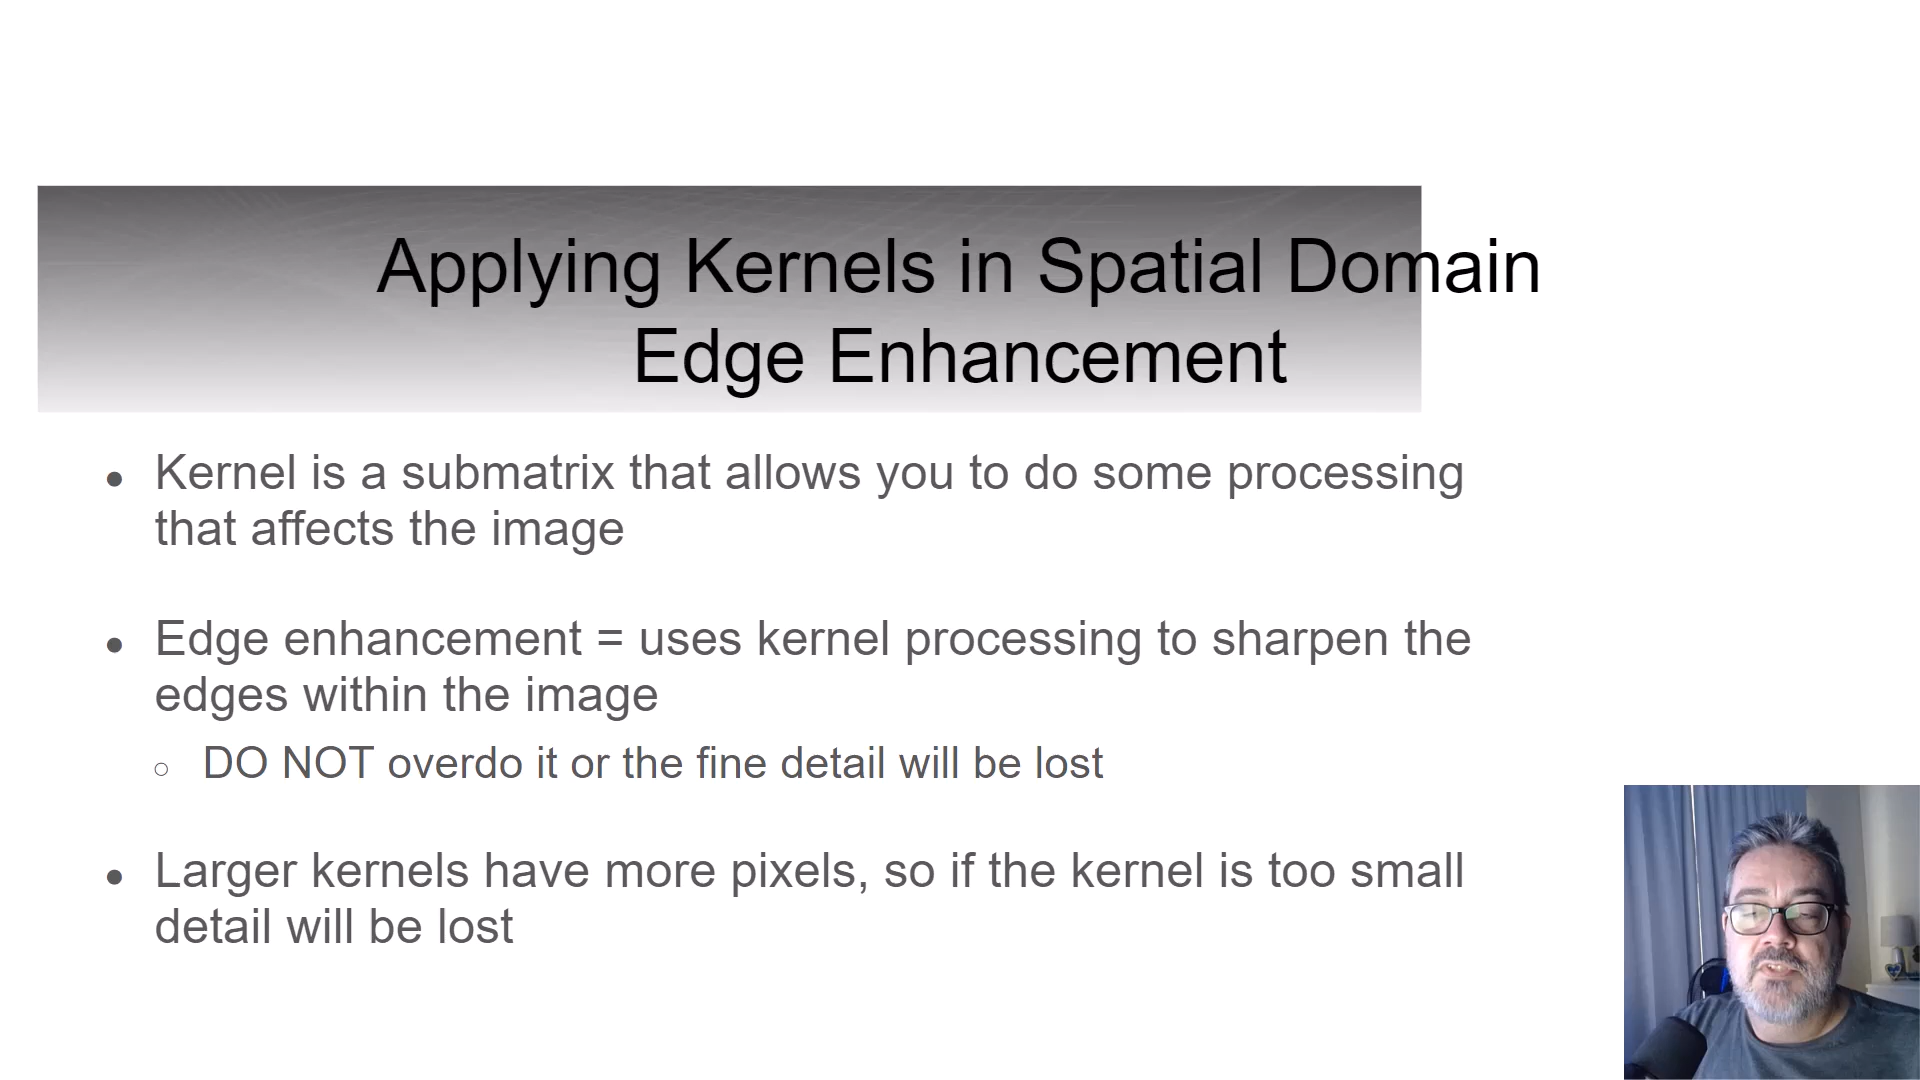 Applying Kernels in Spatial Domain
Edge Enhancement
● Kernel is a submatrix that allows you to do some processing
that affects the image
● Edge enhancement = uses kernel processing to sharpen the
edges within the image
○ DO NOT overdo it or the fine detail will be lost
● Larger kernels have more pixels, so if the kernel is too small
detail will be lost